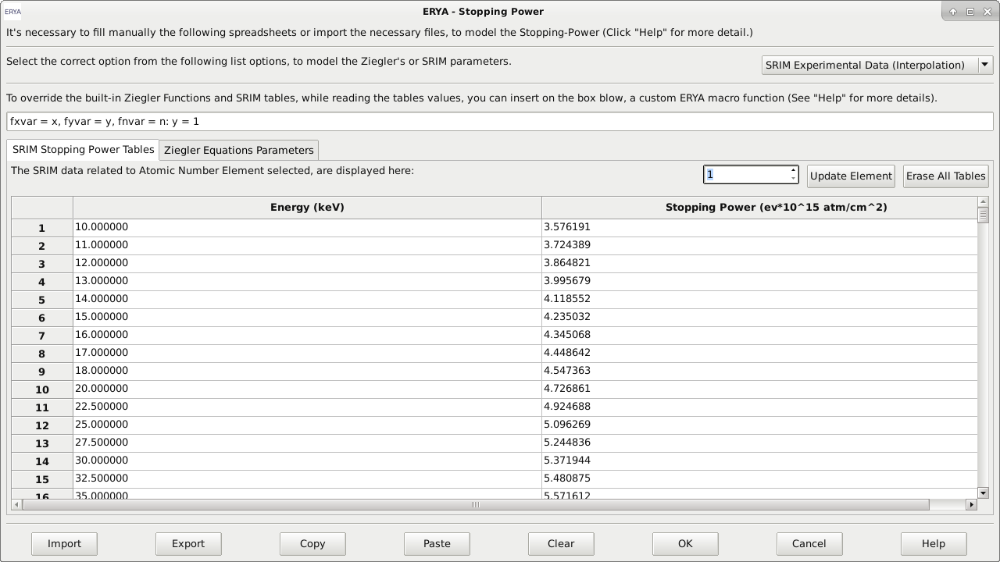 ERYA
ERYA - Stopping Power
It's necessary to fill manually the following spreadsheets or import the necessary files, to model the Stopping-Power (Click "Help" for more detail.)
Select the correct option from the following list options, to model the Ziegler's or SRIM parameters.
SRIM Experimental Data (Interpolation)
To override the built-in Ziegler Functions and SRIM tables, while reading the tables values, you can insert on the box blow, a custom ERYA macro function (See "Help" for more details).
fxvar = x, fyvar = y, fnvar = n: y = 1
SRIM Stopping Power Tables Ziegler Equations Parameters
The SRIM data related to Atomic Number Element selected, are displayed here: 1 Update Element Erase All Tables
Energy (keV) Stopping Power (ev*10^15 atm/cm^2)
1 10.000000 3.576191
2 11.000000 3.724389
3 12.000000 3.864821
4 13.000000 3.995679
5 14.000000 4.118552
6 15.000000 4.235032
7 16.000000 4.345068
8 17.000000 4.448642
9 18.000000 4.547363
10 20.000000 4.726861
11 22.500000 4.924688
12 25.000000 5.096269
13 27.500000 5.244836
14 30.000000 5.371944
15 32.500000 5.480875
16 35.000000 5.571612
Import Export Copy Paste Clear OK Cancel Help